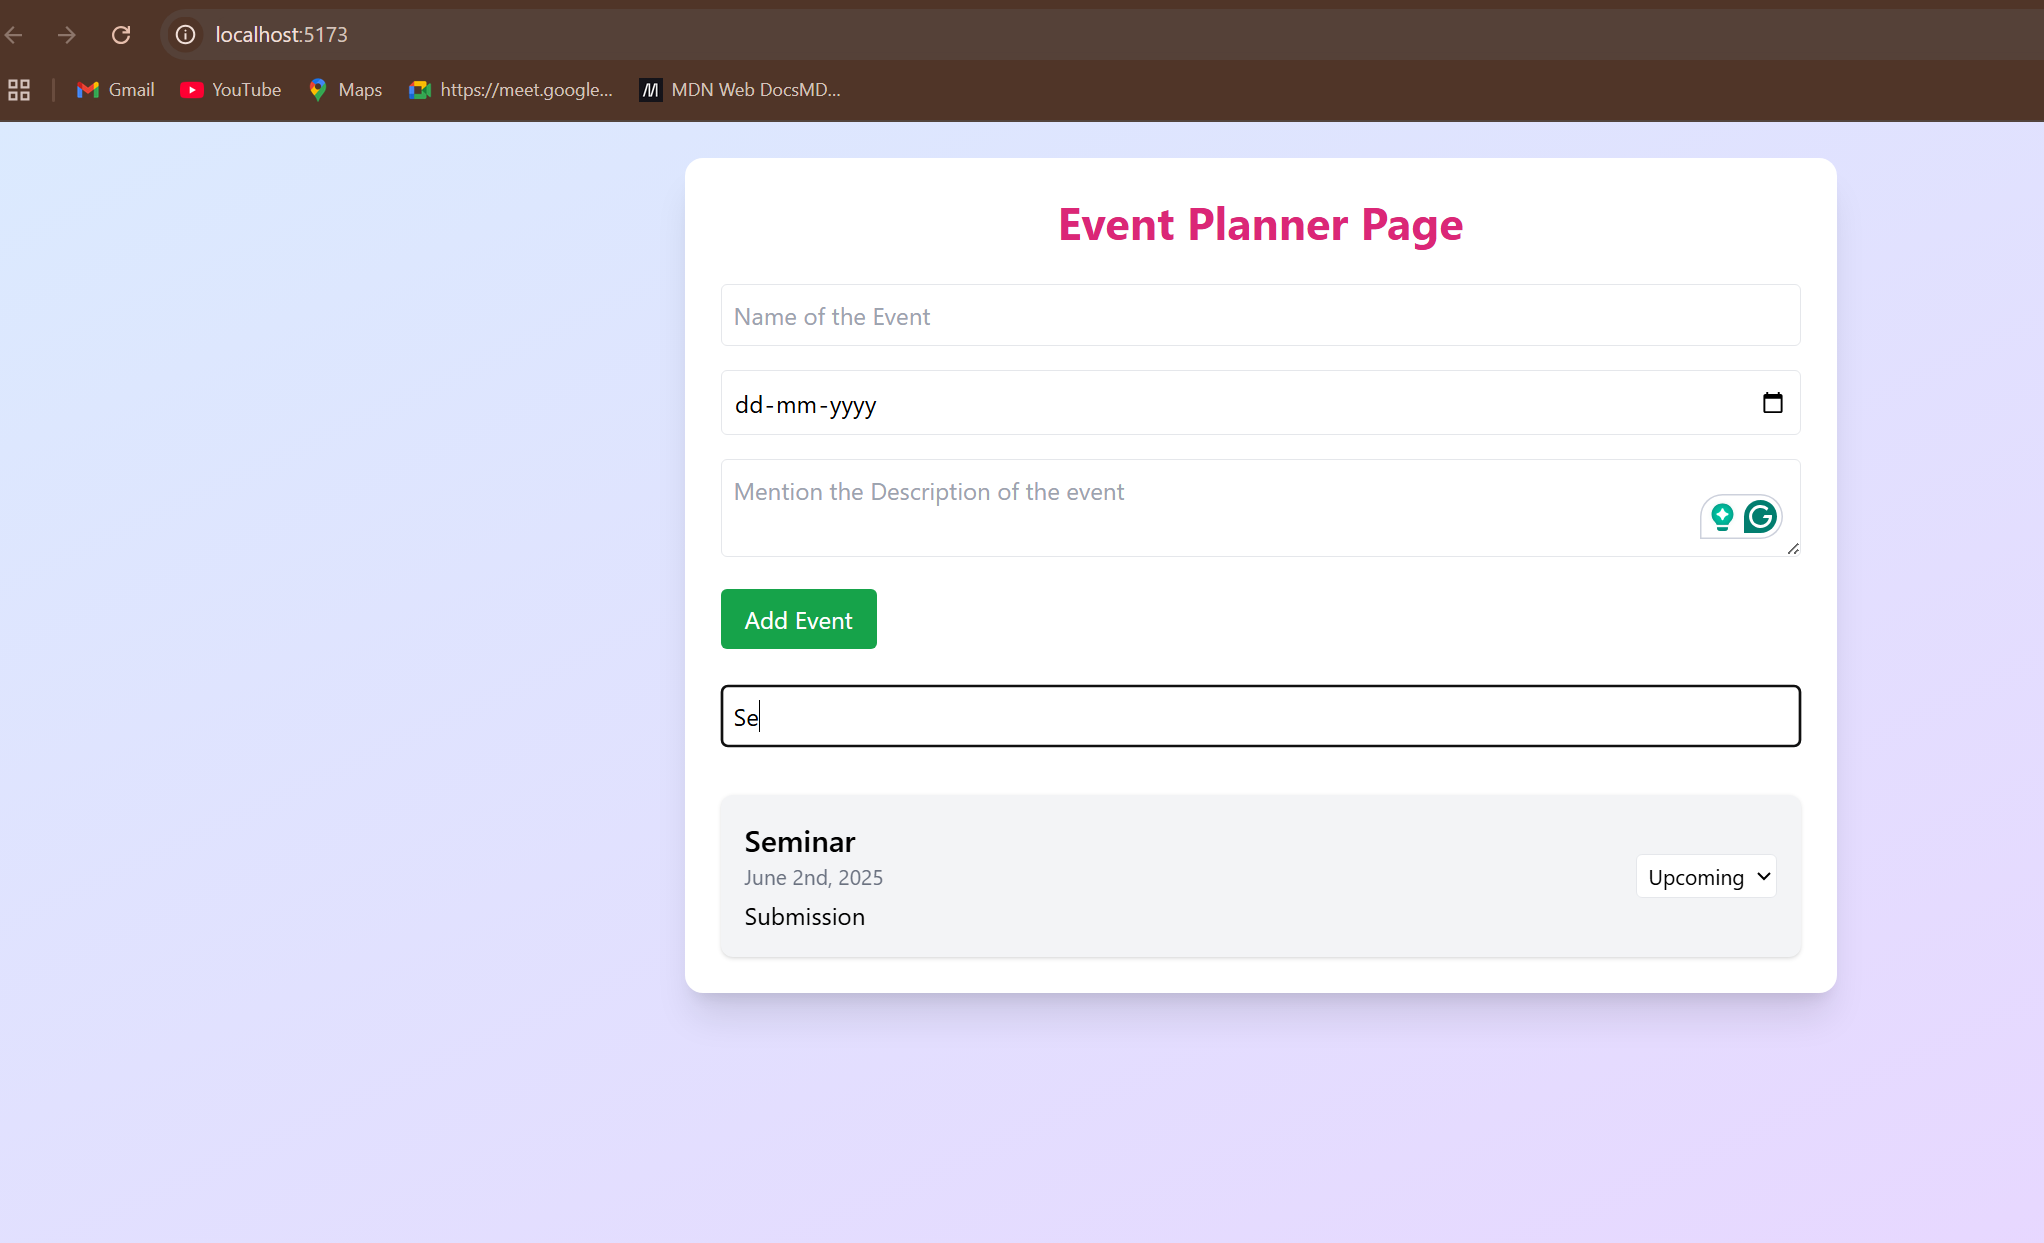 localhost:5173
Gmail
YouTube
Maps
https://meet.google...
MDN Web DocsMD...
Event Planner Page
Name of the Event
dd-mm-yyyy
Mention the Description of the event
Add Event
Se
Seminar
June 2nd, 2025
Upcoming
Submission